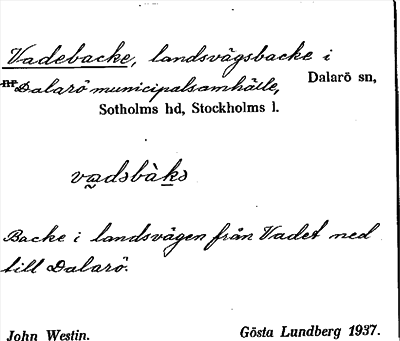 Vadebacke, landsvägsbacke i
Dalarö municipalsamhälle, Dalarö sn,
Sotholms hd, Stockholms l.
vadsbàks
Backe i landsvägen från Vadet ned
till Dalarö.
John Westin. Gösta Lundberg 1937.